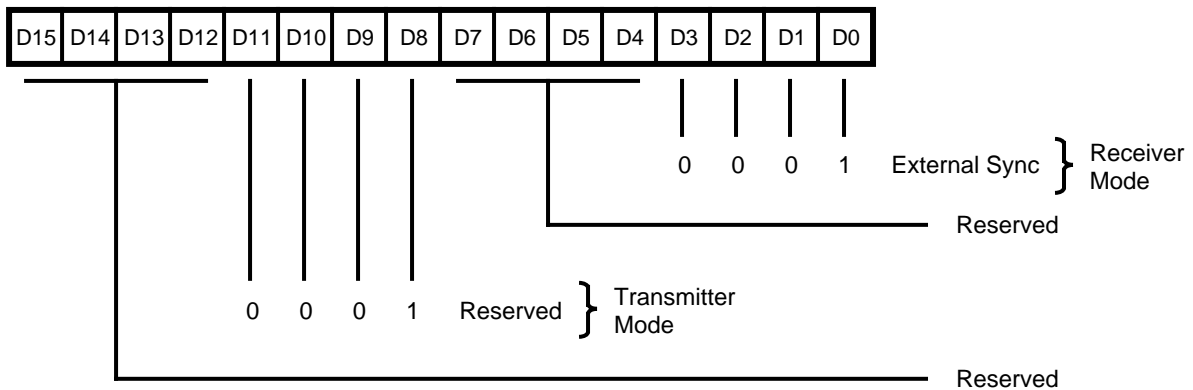 D15 D14 D13 D12 D11 D10 D9 D8 D7 D6 D5 D4 D3 D2 D1 D0
0 0 0 1 External Sync } Receiver
Mode
Reserved
0 0 0 1 Reserved } Transmitter
Mode
Reserved